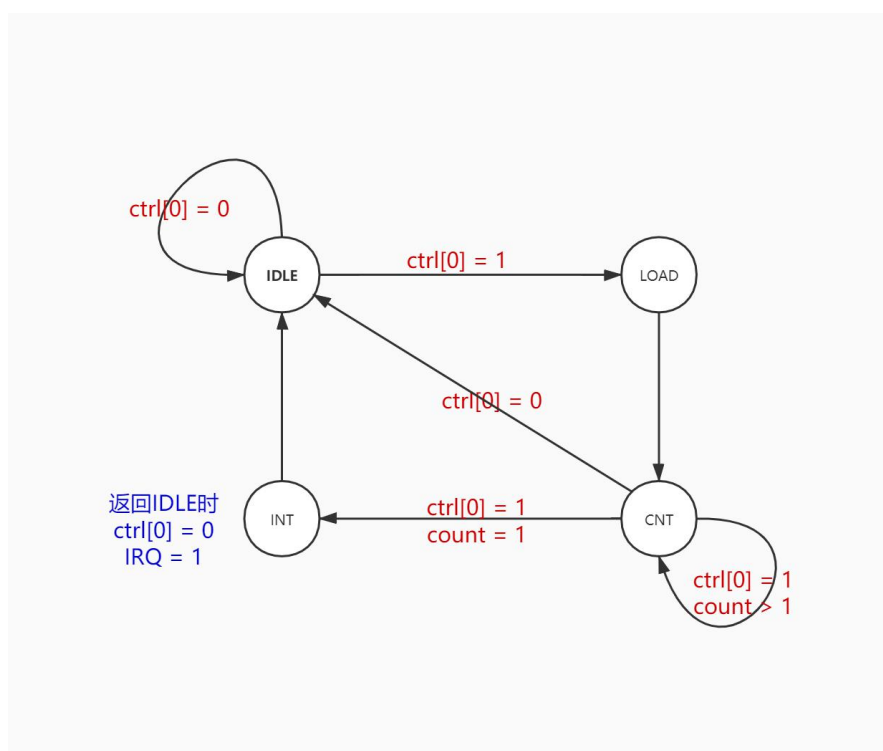 ctrl[0] = 0
ctrl[0] = 1
IDLE
LOAD
ctrl[0] = 0
返回IDLE时
ctrl[0] = 0
IRQ = 1
INT
ctrl[0] = 1
count = 1
CNT
ctrl[0] = 1
count > 1